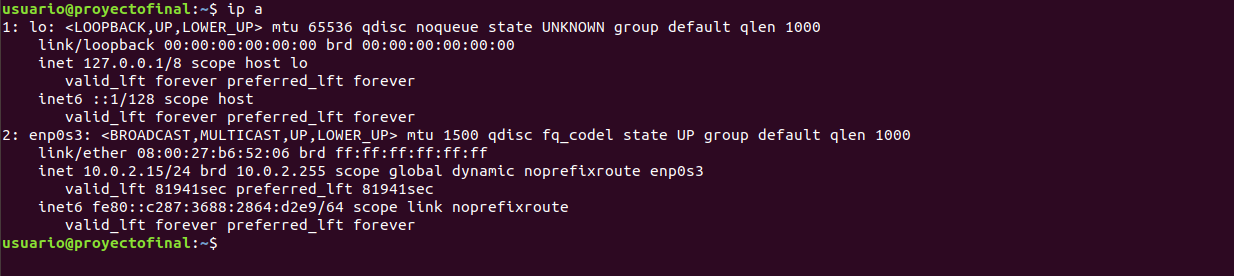 usuario@proyectofinal:~$ ip a
1: lo: <LOOPBACK,UP,LOWER_UP> mtu 65536 qdisc noqueue state UNKNOWN group default qlen 1000
    link/loopback 00:00:00:00:00:00 brd 00:00:00:00:00:00
    inet 127.0.0.1/8 scope host lo
       valid_lft forever preferred_lft forever
    inet6 ::1/128 scope host
       valid_lft forever preferred_lft forever
2: enp0s3: <BROADCAST,MULTICAST,UP,LOWER_UP> mtu 1500 qdisc fq_codel state UP group default qlen 1000
    link/ether 08:00:27:b6:52:06 brd ff:ff:ff:ff:ff:ff
    inet 10.0.2.15/24 brd 10.0.2.255 scope global dynamic noprefixroute enp0s3
       valid_lft 81941sec preferred_lft 81941sec
    inet6 fe80::c287:3688:2864:d2e9/64 scope link noprefixroute
       valid_lft forever preferred_lft forever
usuario@proyectofinal:~$